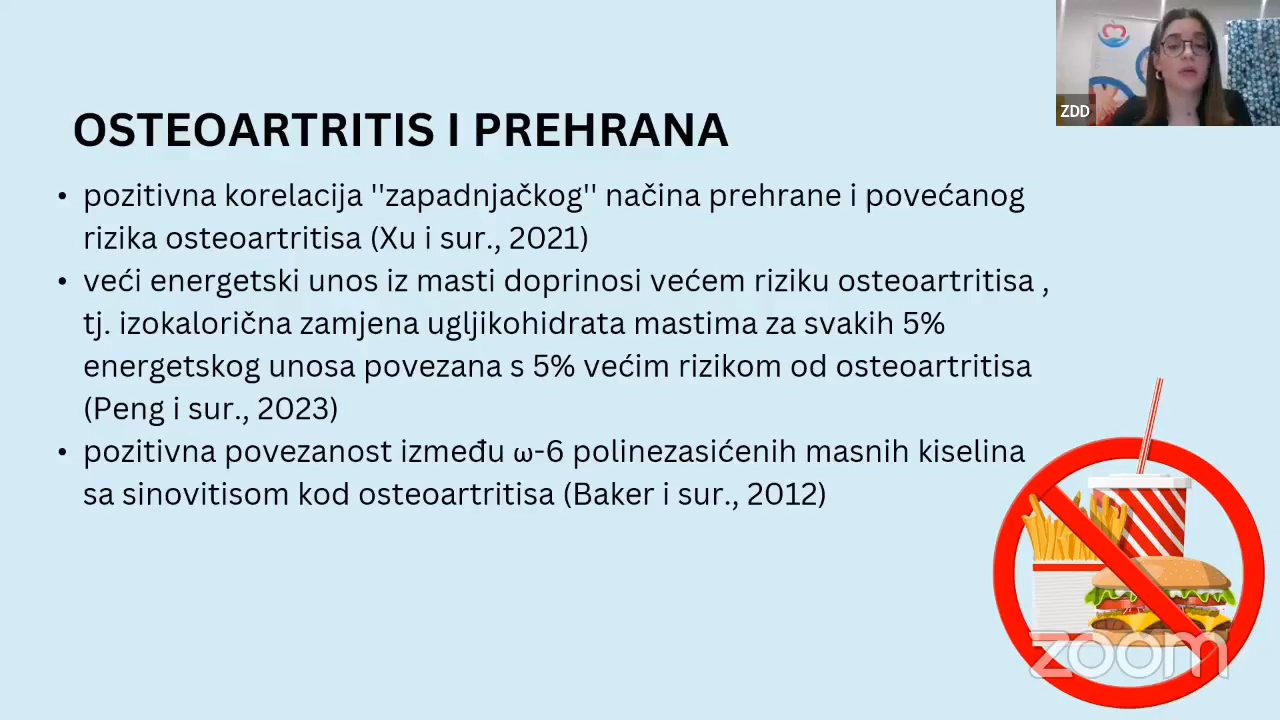 ZDD
OSTEOARTRITIS I PREHRANA
• pozitivna korelacija "zapadnjačkog" načina prehrane i povećanog
rizika osteoartritisa (Xu i sur., 2021)
• veći energetski unos iz masti doprinosi većem riziku osteoartritisa ,
tj. izokalorična zamjena ugljikohidrata mastima za svakih 5%
energetskog unosa povezana s 5% većim rizikom od osteoartritisa
(Peng i sur., 2023)
• pozitivna povezanost između ω-6 polinezasićenih masnih kiselina
sa sinovitisom kod osteoartritisa (Baker i sur., 2012)
zoom